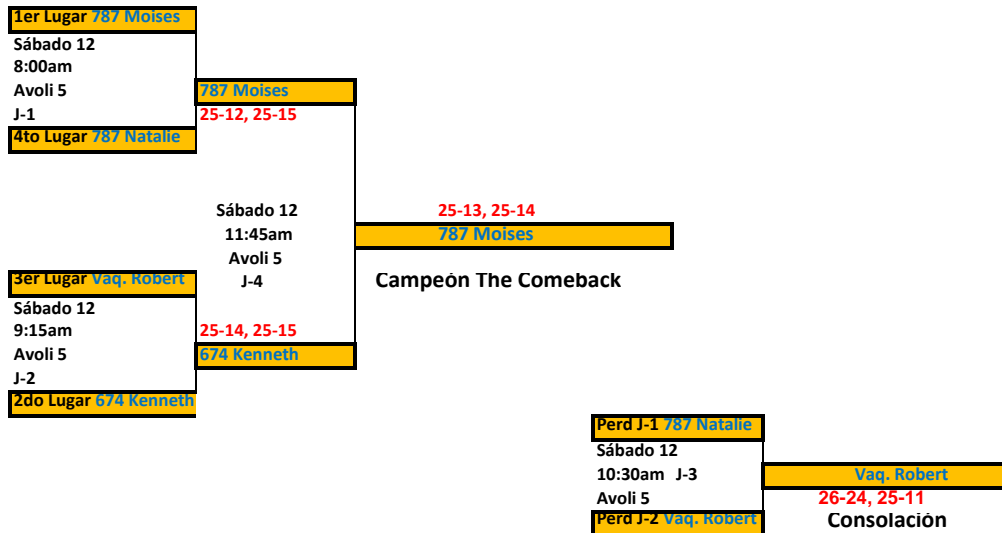 1er Lugar 787 Moises
Sábado 12
8:00am
Avoli 5
J-1
4to Lugar 787 Natalie
787 Moises
25-12, 25-15
Sábado 12
11:45am
Avoli 5
J-4
25-13, 25-14
787 Moises
Campeón The Comeback
3er Lugar Vaq. Robert
Sábado 12
9:15am
Avoli 5
J-2
2do Lugar 674 Kenneth
25-14, 25-15
674 Kenneth
Perd J-1 787 Natalie
Sábado 12
10:30am J-3
Avoli 5
Perd J-2 Vaq. Robert
Vaq. Robert
26-24, 25-11
Consolación